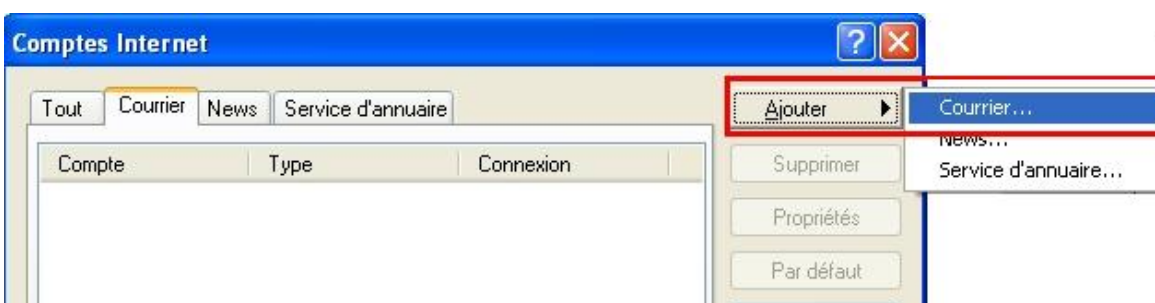 Comptes Internet
Tout Courrier News Service d'annuaire
Ajouter
Courrier...
News...
Compte Type Connexion
Supprimer
Service d'annuaire...
Propriétés
Par défaut